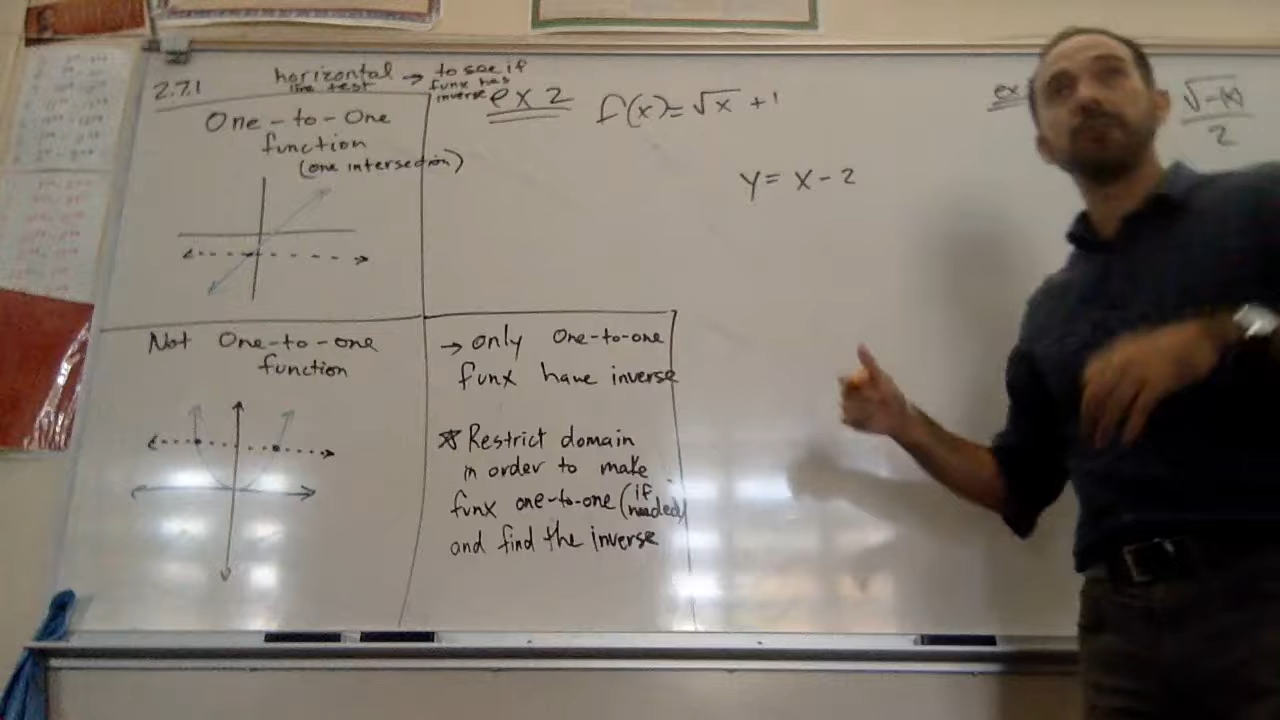 2.7.1
horizontal → to see if
line test funx has
inverse
One-to-One
function
(one intersection)
ex 2 f(x)=√x +1
y= x-2
ex
√-(x)
2
Not One-to-one
function
→ only one-to-one
funx have inverse
☆ Restrict domain
in order to make
funx one-to-one (if
needed)
and find the inverse